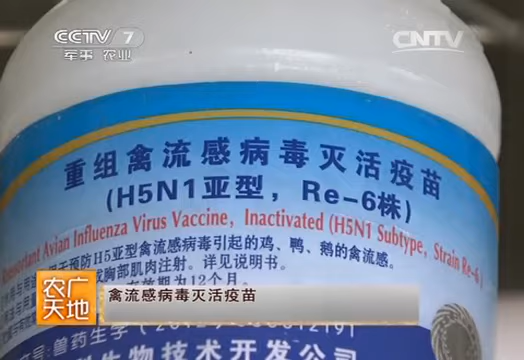 CCTV 7
军事 农业
CNTV
重组禽流感病毒灭活疫苗
(H5N1亚型, Re-6株)
Reassortant Avian Influenza Virus Vaccine, Inactivated (H5N1 Subtype, Strain Re-6)
于预防H5亚型禽流感病毒引起的鸡、鸭、鹅的禽流感。
胸部肌肉注射。详见说明书。
有效期为12个月。
农广
天地
禽流感病毒灭活疫苗
兽药生字
生物技术开发公司